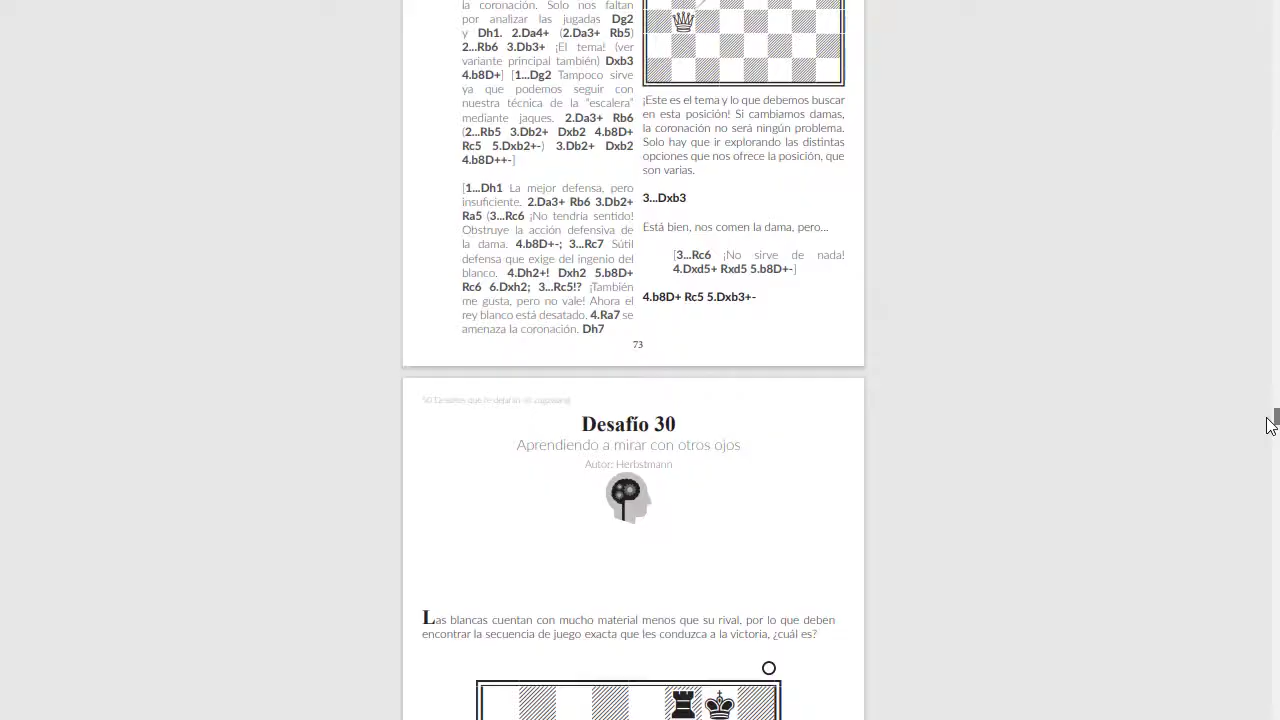 la coronación. Solo nos faltan
por analizar las jugadas Dg2
y Dh1. 2.Da4+ (2.Da3+ Rb5)
2...Rb6 3.Db3+ ¡El tema! (ver
variante principal también) Dxb3
4.b8D+] [1...Dg2 Tampoco sirve
ya que podemos seguir con
nuestra técnica de la "escalera"
mediante jaques. 2.Da3+ Rb6
(2...Rb5 3.Db2+ Dxb2 4.b8D+
Rc5 5.Dxb2+-) 3.Db2+ Dxb2
4.b8D++-]
[1...Dh1 La mejor defensa, pero
insuficiente. 2.Da3+ Rb6 3.Db2+
Ra5 (3...Rc6 ¡No tendría sentido!
Obstruye la acción defensiva de
la dama. 4.b8D+-; 3...Rc7 Sútil
defensa que exige del ingenio del
blanco. 4.Dh2+! Dxh2 5.b8D+
Rc6 6.Dxh2; 3...Rc5!? ¡También
me gusta, pero no vale! Ahora el
rey blanco está desatado. 4.Ra7 se
amenaza la coronación. Dh7
¡Este es el tema y lo que debemos buscar
en esta posición! Si cambiamos damas,
la coronación no será ningún problema.
Solo hay que ir explorando las distintas
opciones que nos ofrece la posición, que
son varias.
3...Dxb3
Está bien, nos comen la dama, pero...
[3...Rc6 ¡No sirve de nada!
4.Dxd5+ Rxd5 5.b8D+-]
4.b8D+ Rc5 5.Dxb3+-
73
50 Desafíos que te dejarán en zugzwang
Desafío 30
Aprendiendo a mirar con otros ojos
Autor: Herbstmann
Las blancas cuentan con mucho material menos que su rival, por lo que deben
encontrar la secuencia de juego exacta que les conduzca a la victoria, ¿cuál es?